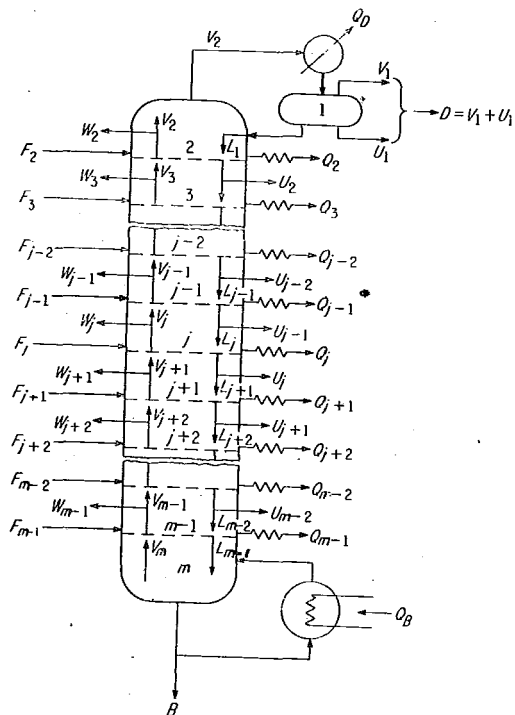 Q_D
V_2
V_1
1
D = V_1 + U_1
U_1
W_2
V_2
L_1
F_2
2
Q_2
W_3
V_3
U_2
F_3
3
Q_3
F_{j-2}
j-2
Q_{j-2}
W_{j-1}
V_{j-1}
L_{j-1}
U_{j-2}
F_{j-1}
j-1
Q_{j-1}
W_j
V_j
L_j
U_{j-1}
F_j
j
Q_j
W_{j+1}
V_{j+1}
L_{j+1}
U_j
F_{j+1}
j+1
Q_{j+1}
W_{j+2}
V_{j+2}
L_{j+2}
U_{j+1}
F_{j+2}
j+2
Q_{j+2}
F_{m-2}
Q_{m-2}
W_{m-1}
V_{m-1}
L_{m-2}
U_{m-2}
F_{m-1}
m-1
Q_{m-1}
V_m
L_{m-1}
m
Q_B
B